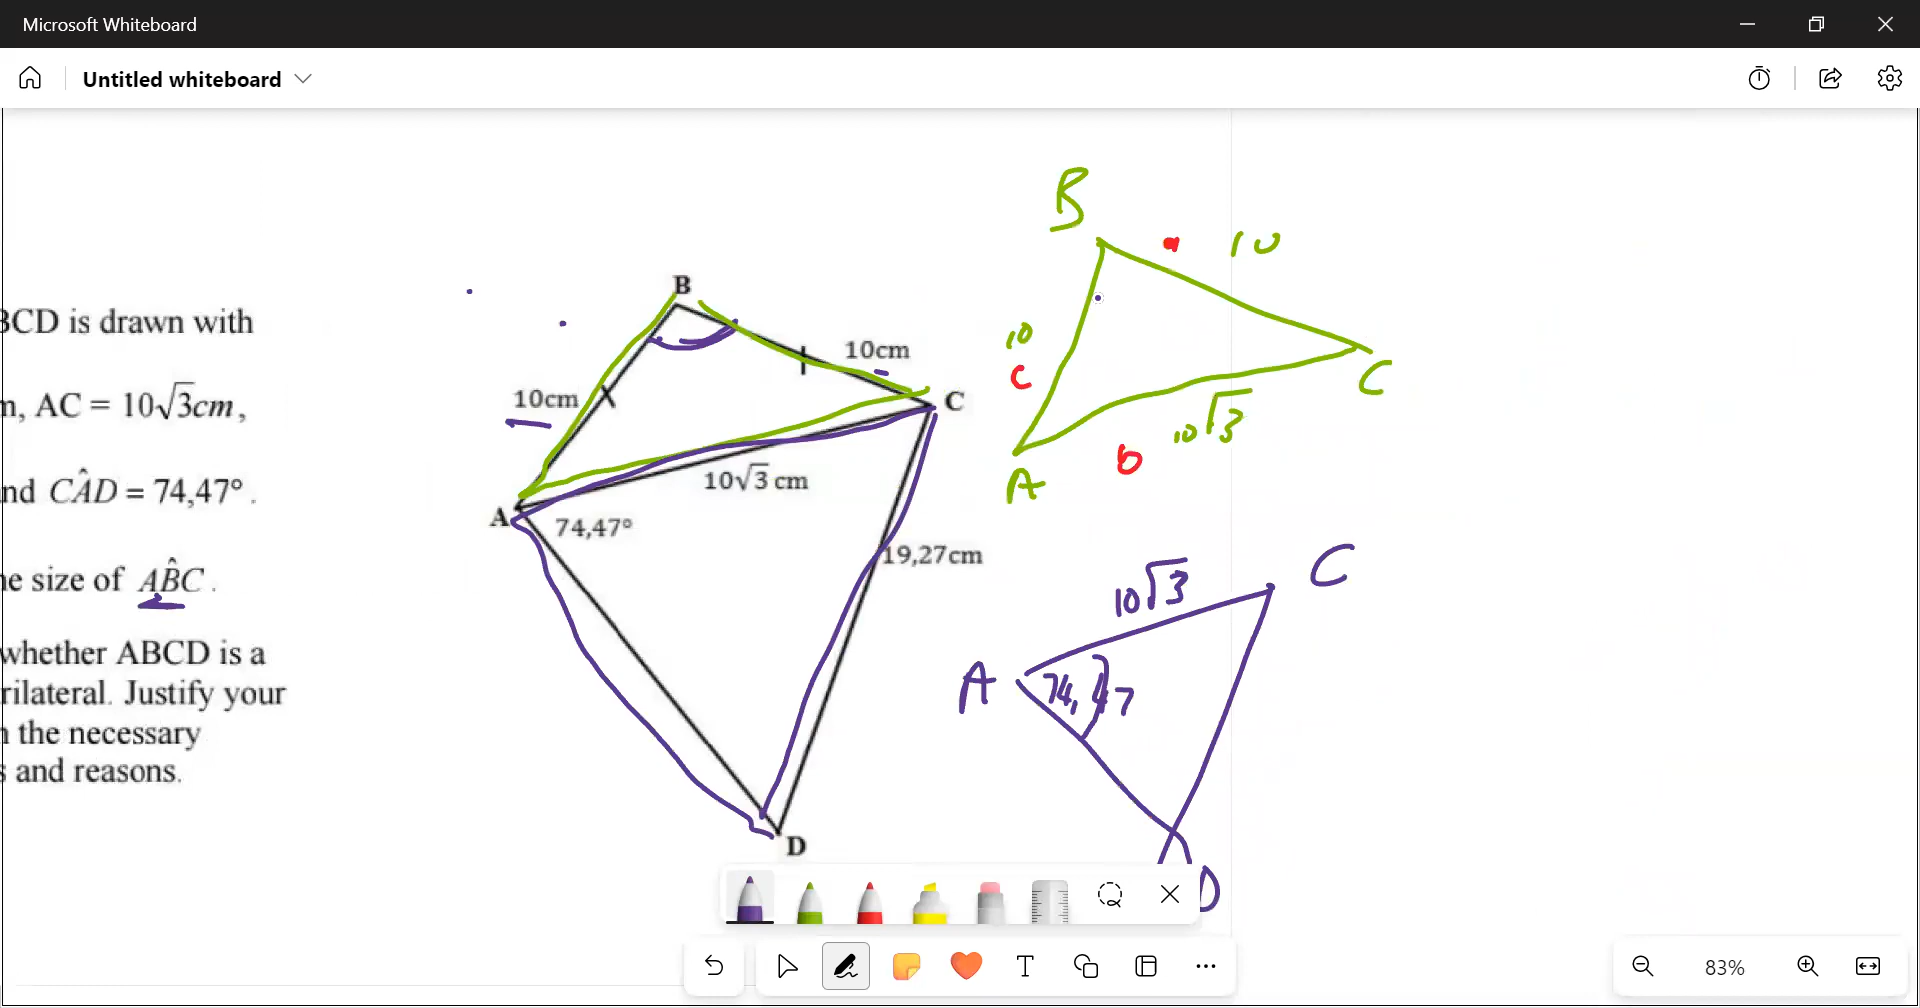 Microsoft Whiteboard
Untitled whiteboard
BCD is drawn with
m, AC = 10√3cm,
nd CÂD = 74,47° .
ne size of AB̂C .
whether ABCD is a
rilateral. Justify your
n the necessary
s and reasons.
B
10cm
10cm
C
10√3 cm
A
74,47°
19,27cm
D
B
10
10
c
C
10√3
b
A
10√3
C
A
74,47
D
T
83%